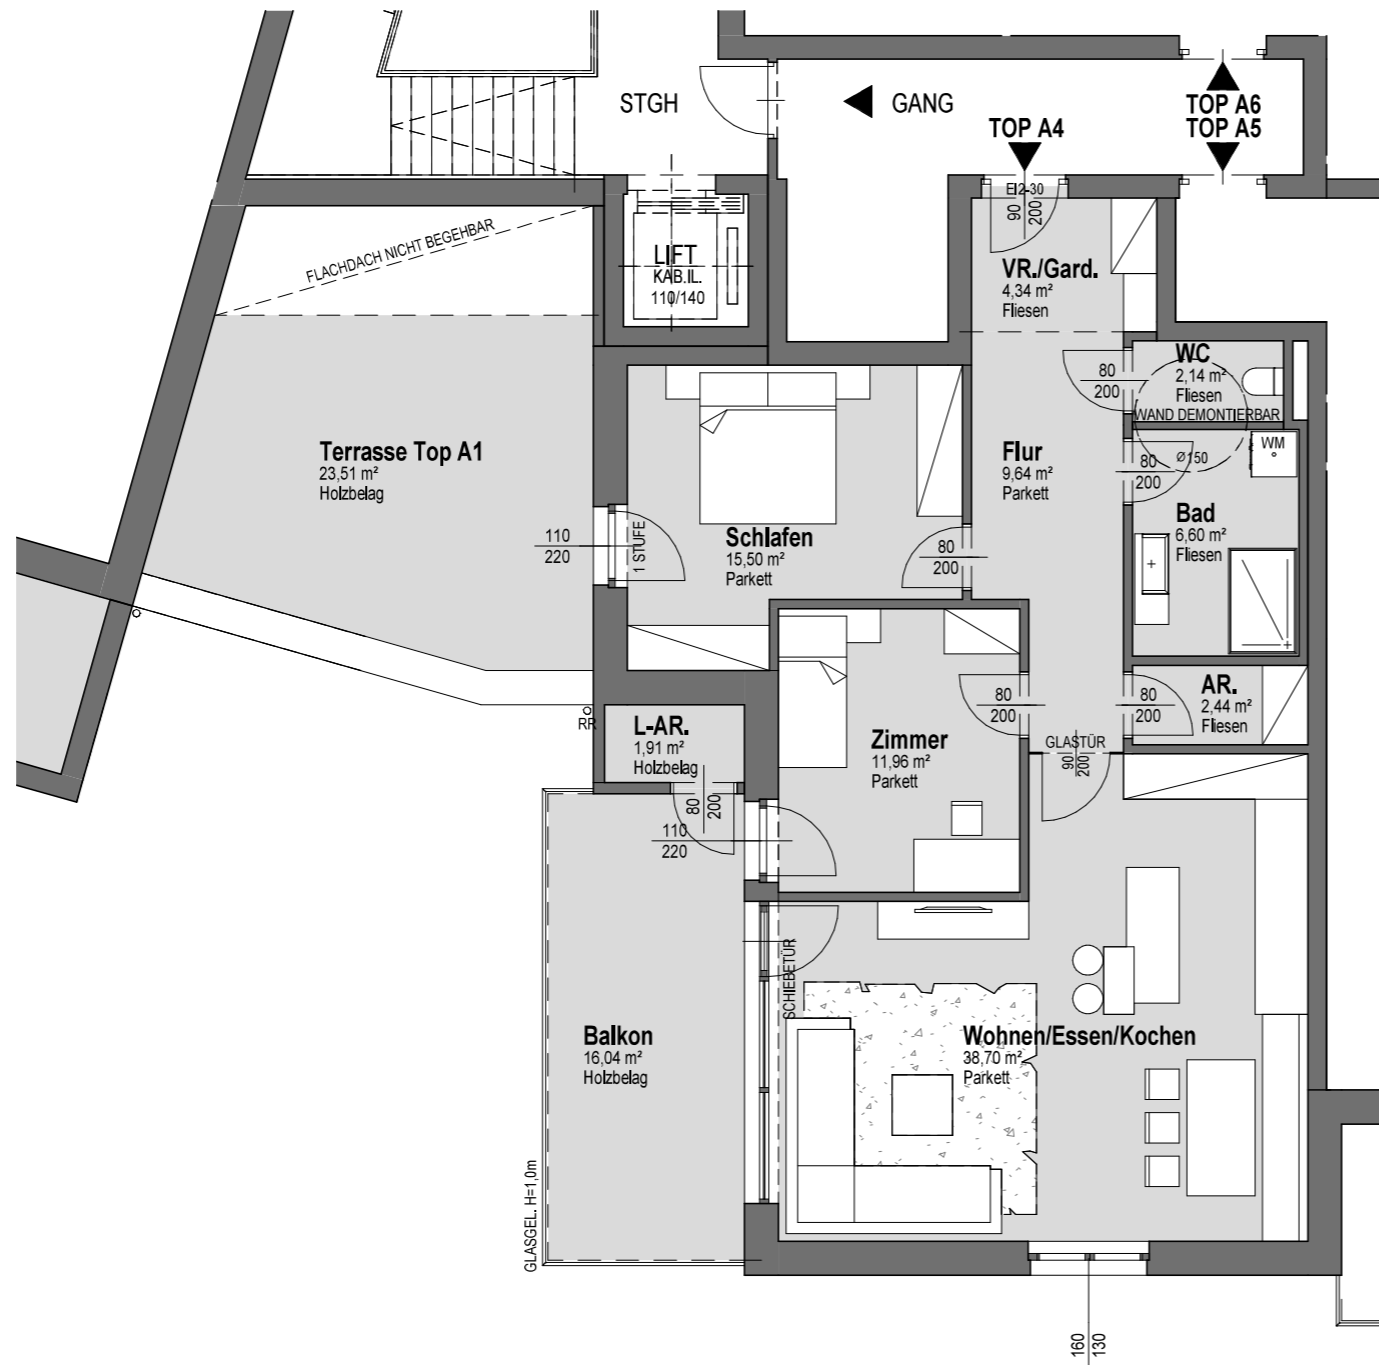 STGH
GANG
TOP A4
TOP A6
TOP A5
EI2-30
90
200
FLACHDACH NICHT BEGEHBAR
LIFT
KAB.IL.
110/140
VR./Gard.
4,34 m²
Fliesen
WC
2,14 m²
Fliesen
80
200
WAND DEMONTIERBAR
Terrasse Top A1
23,51 m²
Holzbelag
Flur
9,64 m²
Parkett
80
200
Ø150
WM
Bad
6,60 m²
Fliesen
110
220
1 STUFE
Schlafen
15,50 m²
Parkett
80
200
80
200
80
200
AR.
2,44 m²
Fliesen
RR
L-AR.
1,91 m²
Holzbelag
Zimmer
11,96 m²
Parkett
GLASTÜR
90
200
80
200
110
220
SCHIEBETÜR
Balkon
16,04 m²
Holzbelag
Wohnen/Essen/Kochen
38,70 m²
Parkett
GLASGEL. H=1,0m
160
130